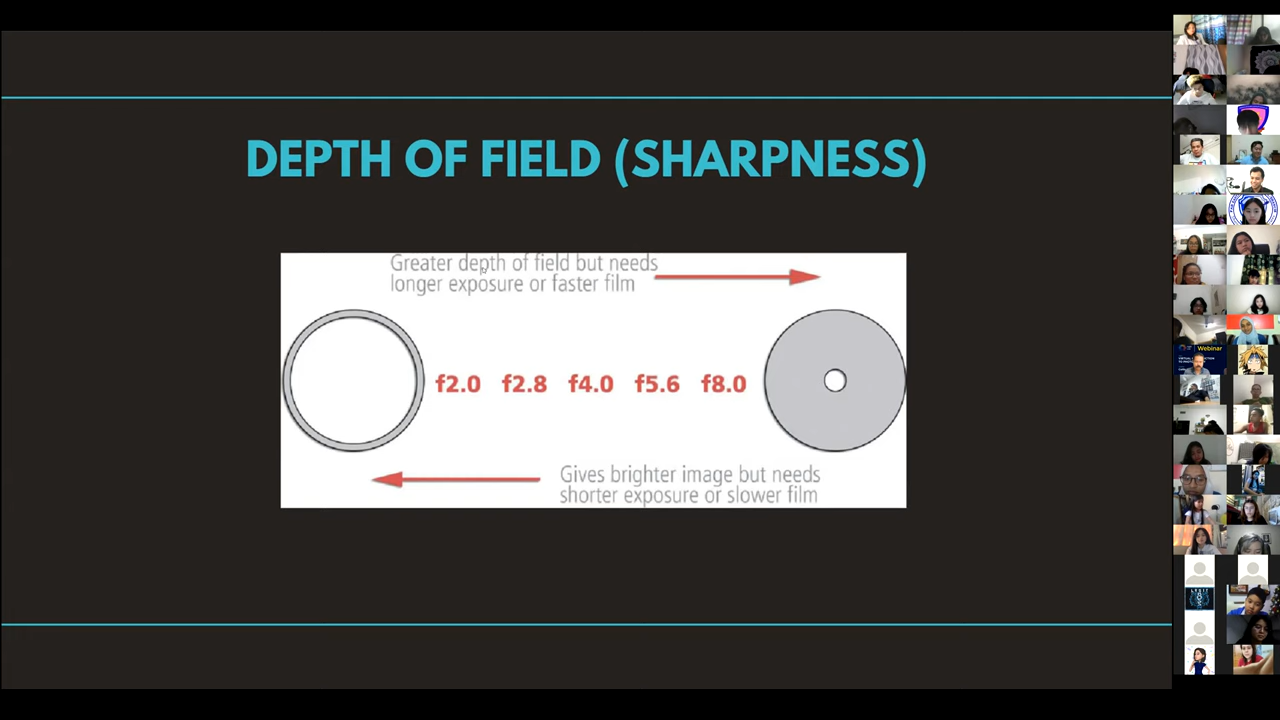 DEPTH OF FIELD (SHARPNESS)
Greater depth of field but needs
longer exposure or faster film
f2.0 f2.8 f4.0 f5.6 f8.0
Gives brighter image but needs
shorter exposure or slower film
Webinar